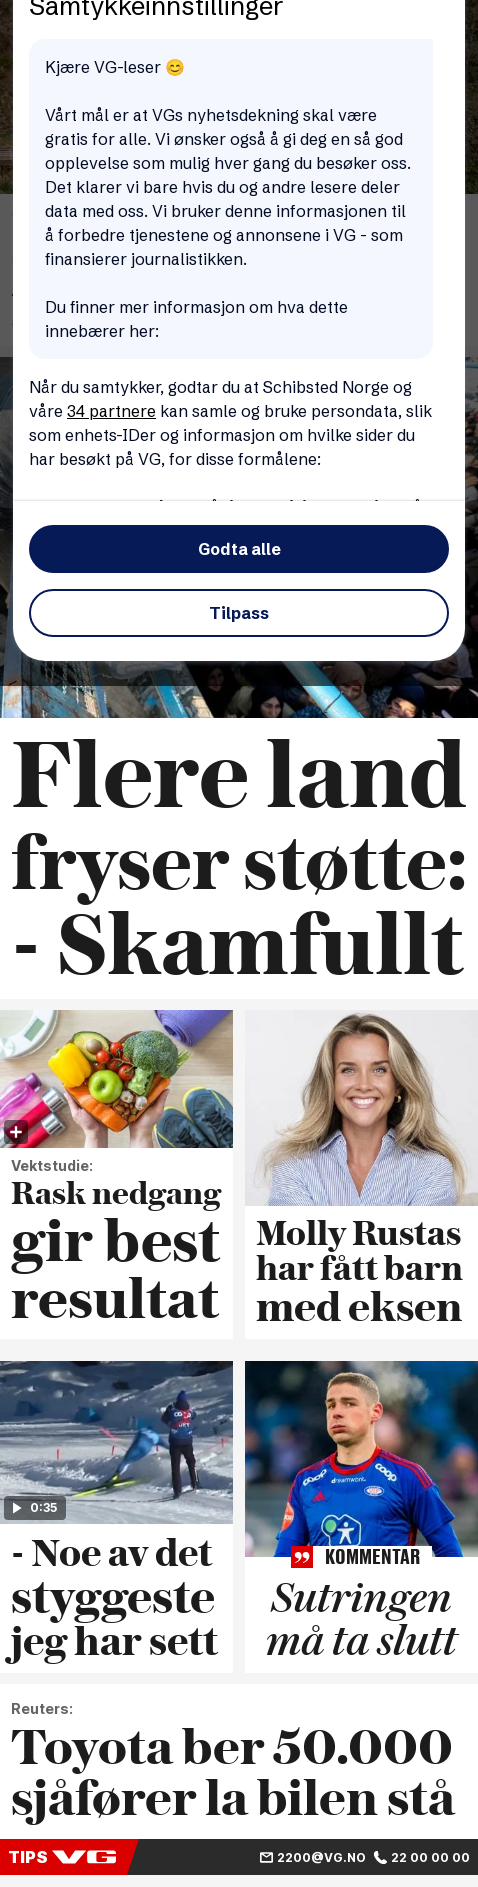 Samtykkeinnstillinger
Kjære VG-leser 😊
Vårt mål er at VGs nyhetsdekning skal være
gratis for alle. Vi ønsker også å gi deg en så god
opplevelse som mulig hver gang du besøker oss.
Det klarer vi bare hvis du og andre lesere deler
data med oss. Vi bruker denne informasjonen til
å forbedre tjenestene og annonsene i VG - som
finansierer journalistikken.
Du finner mer informasjon om hva dette
innebærer her:
Når du samtykker, godtar du at Schibsted Norge og
våre 34 partnere kan samle og bruke persondata, slik
som enhets-IDer og informasjon om hvilke sider du
har besøkt på VG, for disse formålene:
Godta alle
Tilpass
Flere land
fryser støtte:
- Skamfullt
Vektstudie:
Rask nedgang
gir best
resultat
Molly Rustas
har fått barn
med eksen
0:35
- Noe av det
styggeste
jeg har sett
KOMMENTAR
Sutringen
må ta slutt
Reuters:
Toyota ber 50.000
sjåfører la bilen stå
TIPS VG
2200@VG.NO 22 00 00 00